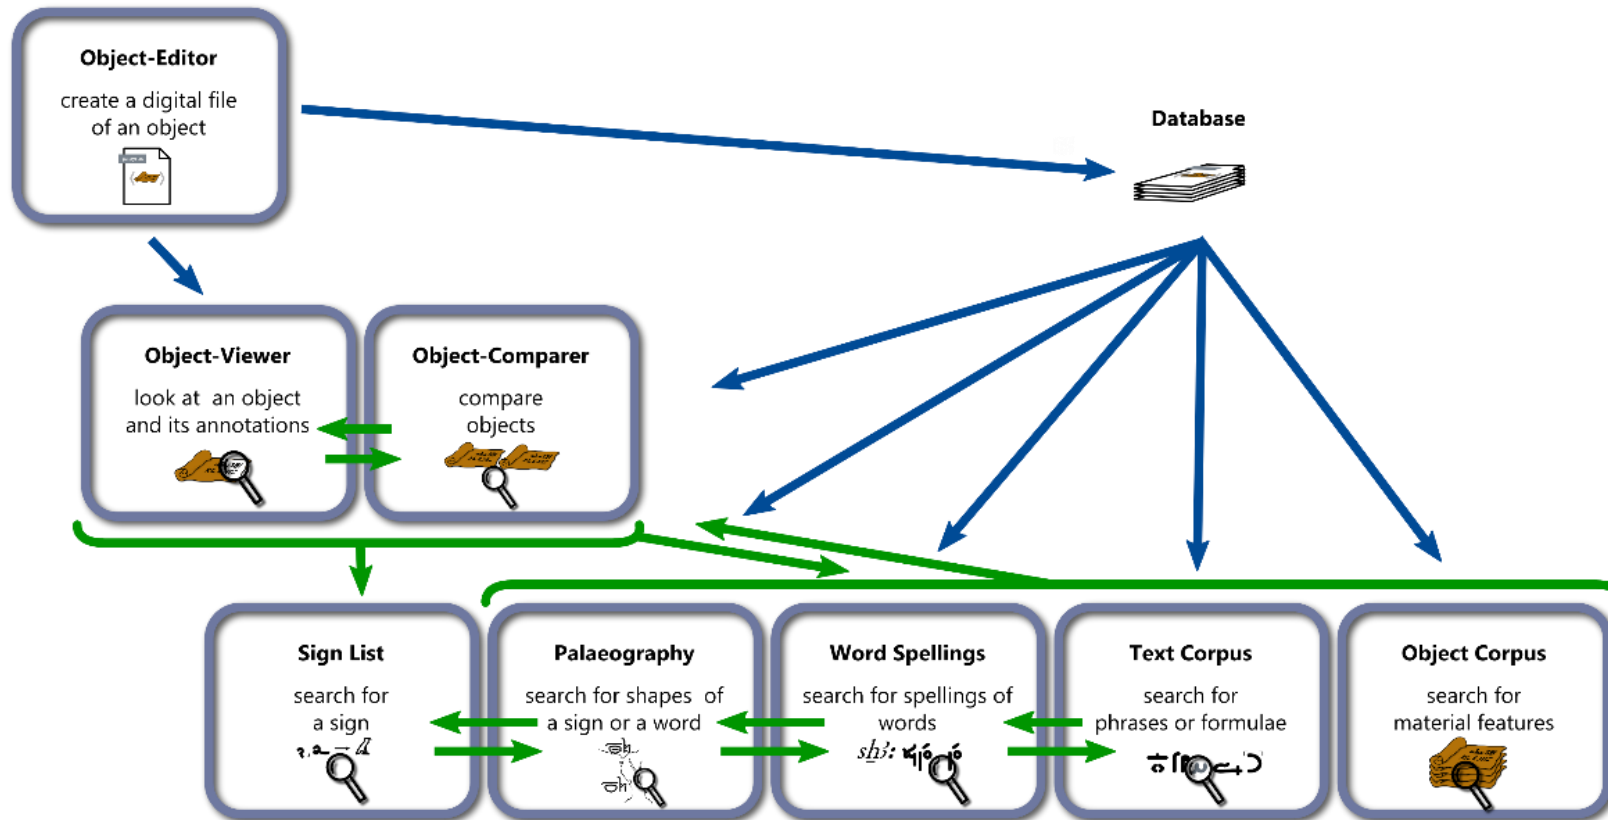 Object-Editor
create a digital file
of an object
Database
Object-Viewer
look at an object
and its annotations
Object-Comparer
compare
objects
Sign List
search for
a sign
Palaeography
search for shapes of
a sign or a word
Word Spellings
search for spellings of
words
sẖꜣ:
Text Corpus
search for
phrases or formulae
Object Corpus
search for
material features